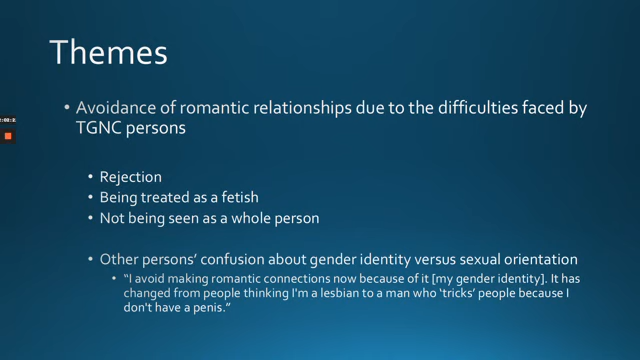 Themes
• Avoidance of romantic relationships due to the difficulties faced by
TGNC persons
• Rejection
• Being treated as a fetish
• Not being seen as a whole person
• Other persons’ confusion about gender identity versus sexual orientation
• “I avoid making romantic connections now because of it [my gender identity]. It has
changed from people thinking I'm a lesbian to a man who ‘tricks’ people because I
don't have a penis.”